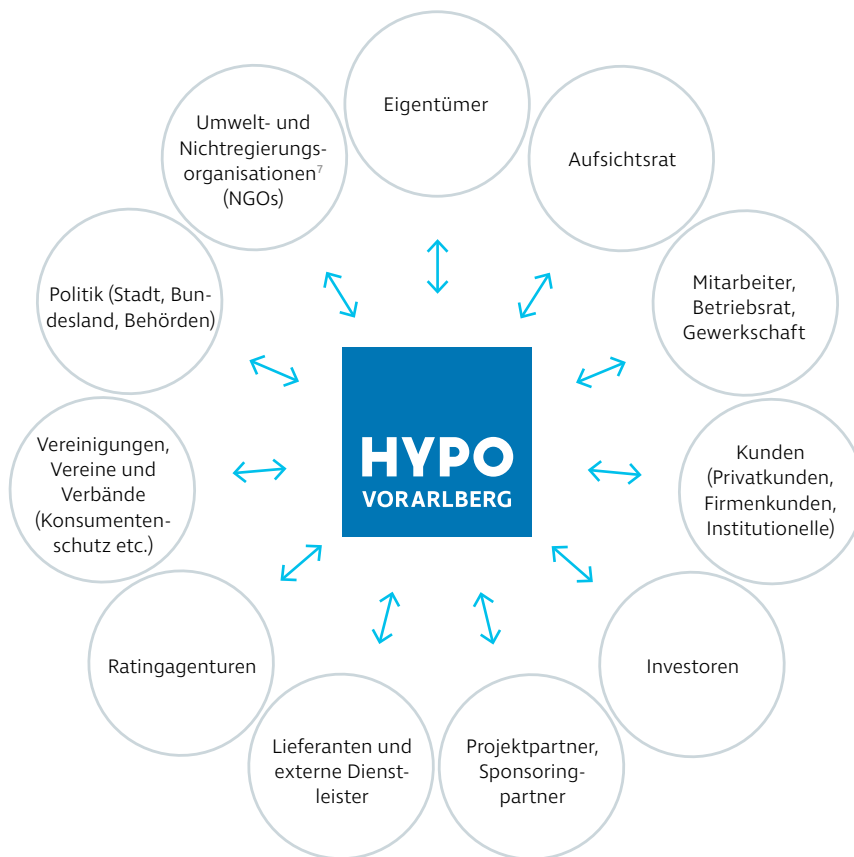 Eigentümer
Aufsichtsrat
Mitarbeiter,
Betriebsrat,
Gewerkschaft
Kunden
(Privatkunden,
Firmenkunden,
Institutionelle)
Investoren
Projektpartner,
Sponsoring-
partner
Lieferanten und
externe Dienst-
leister
Ratingagenturen
Vereinigungen,
Vereine und
Verbände
(Konsumenten-
schutz etc.)
Politik (Stadt, Bun-
desland, Behörden)
Umwelt- und
Nichtregierungs-
organisationen⁷
(NGOs)
HYPO
VORARLBERG